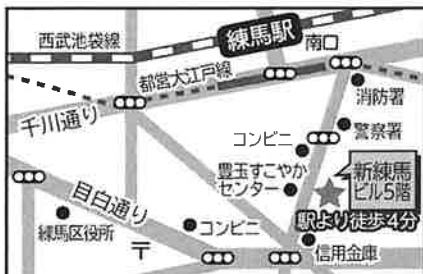 西武池袋線
練馬駅
南口
都営大江戸線
消防署
千川通り
コンビニ
警察署
豊玉すこやか
センター
新練馬
ビル5階
目白通り
駅より徒歩4分
練馬区役所
コンビニ
〒
信用金庫